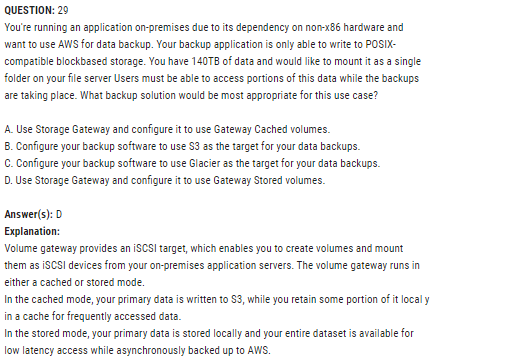 QUESTION: 29
You're running an application on-premises due to its dependency on non-x86 hardware and
want to use AWS for data backup. Your backup application is only able to write to POSIX-
compatible blockbased storage. You have 140TB of data and would like to mount it as a single
folder on your file server Users must be able to access portions of this data while the backups
are taking place. What backup solution would be most appropriate for this use case?
A. Use Storage Gateway and configure it to use Gateway Cached volumes.
B. Configure your backup software to use S3 as the target for your data backups.
C. Configure your backup software to use Glacier as the target for your data backups.
D. Use Storage Gateway and configure it to use Gateway Stored volumes.
Answer(s): D
Explanation:
Volume gateway provides an iSCSI target, which enables you to create volumes and mount
them as iSCSI devices from your on-premises application servers. The volume gateway runs in
either a cached or stored mode.
In the cached mode, your primary data is written to S3, while you retain some portion of it local y
in a cache for frequently accessed data.
In the stored mode, your primary data is stored locally and your entire dataset is available for
low latency access while asynchronously backed up to AWS.